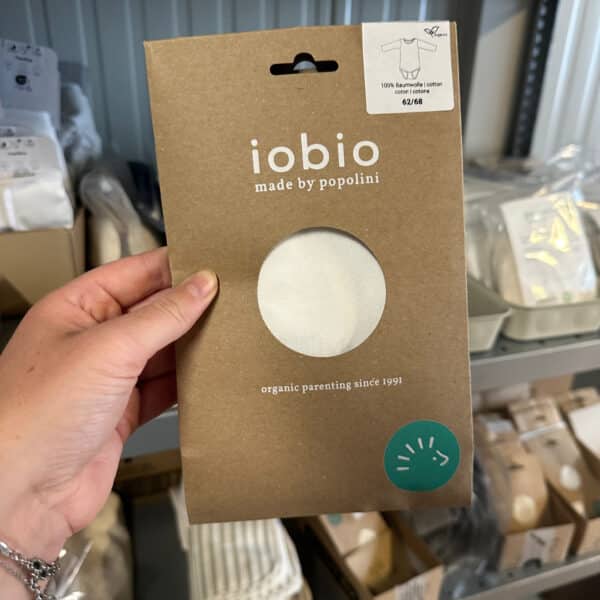 100% Baumwolle | cotton
coton | cotone
62/68
iobio
made by popolini
organic parenting since 1991